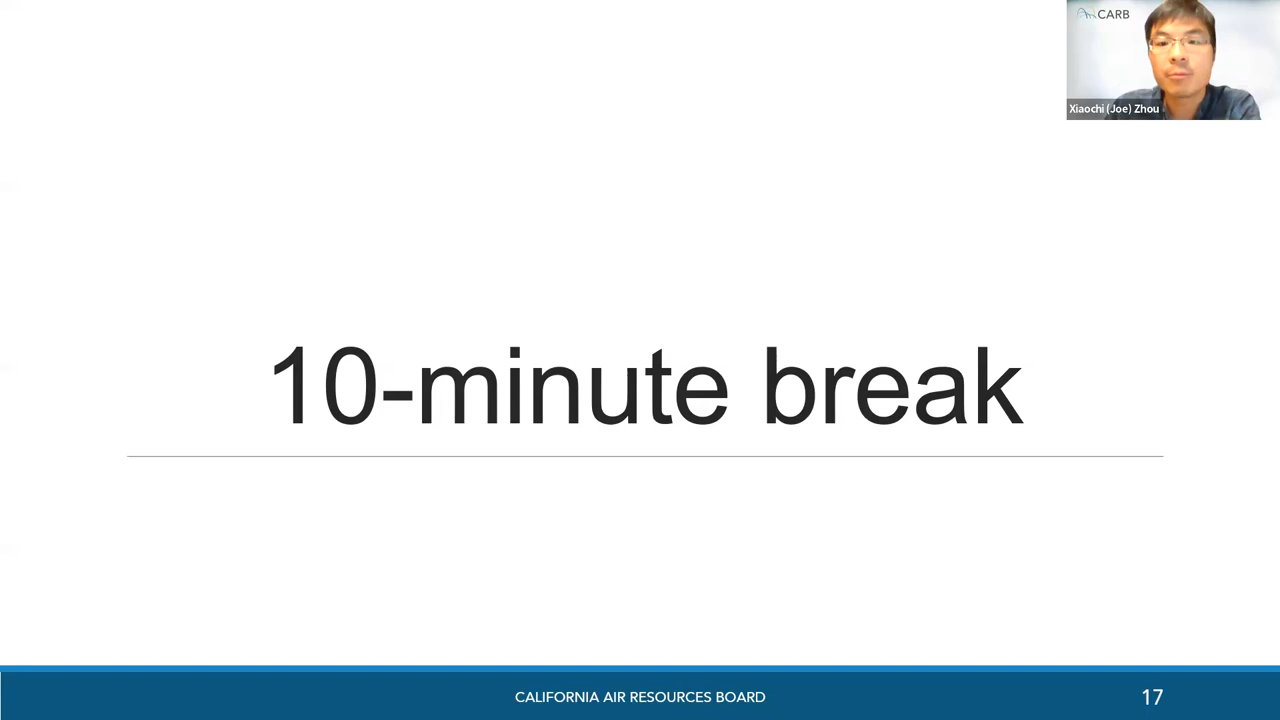 CARB
Xiaochi (Joe) Zhou
10-minute break
CALIFORNIA AIR RESOURCES BOARD
17